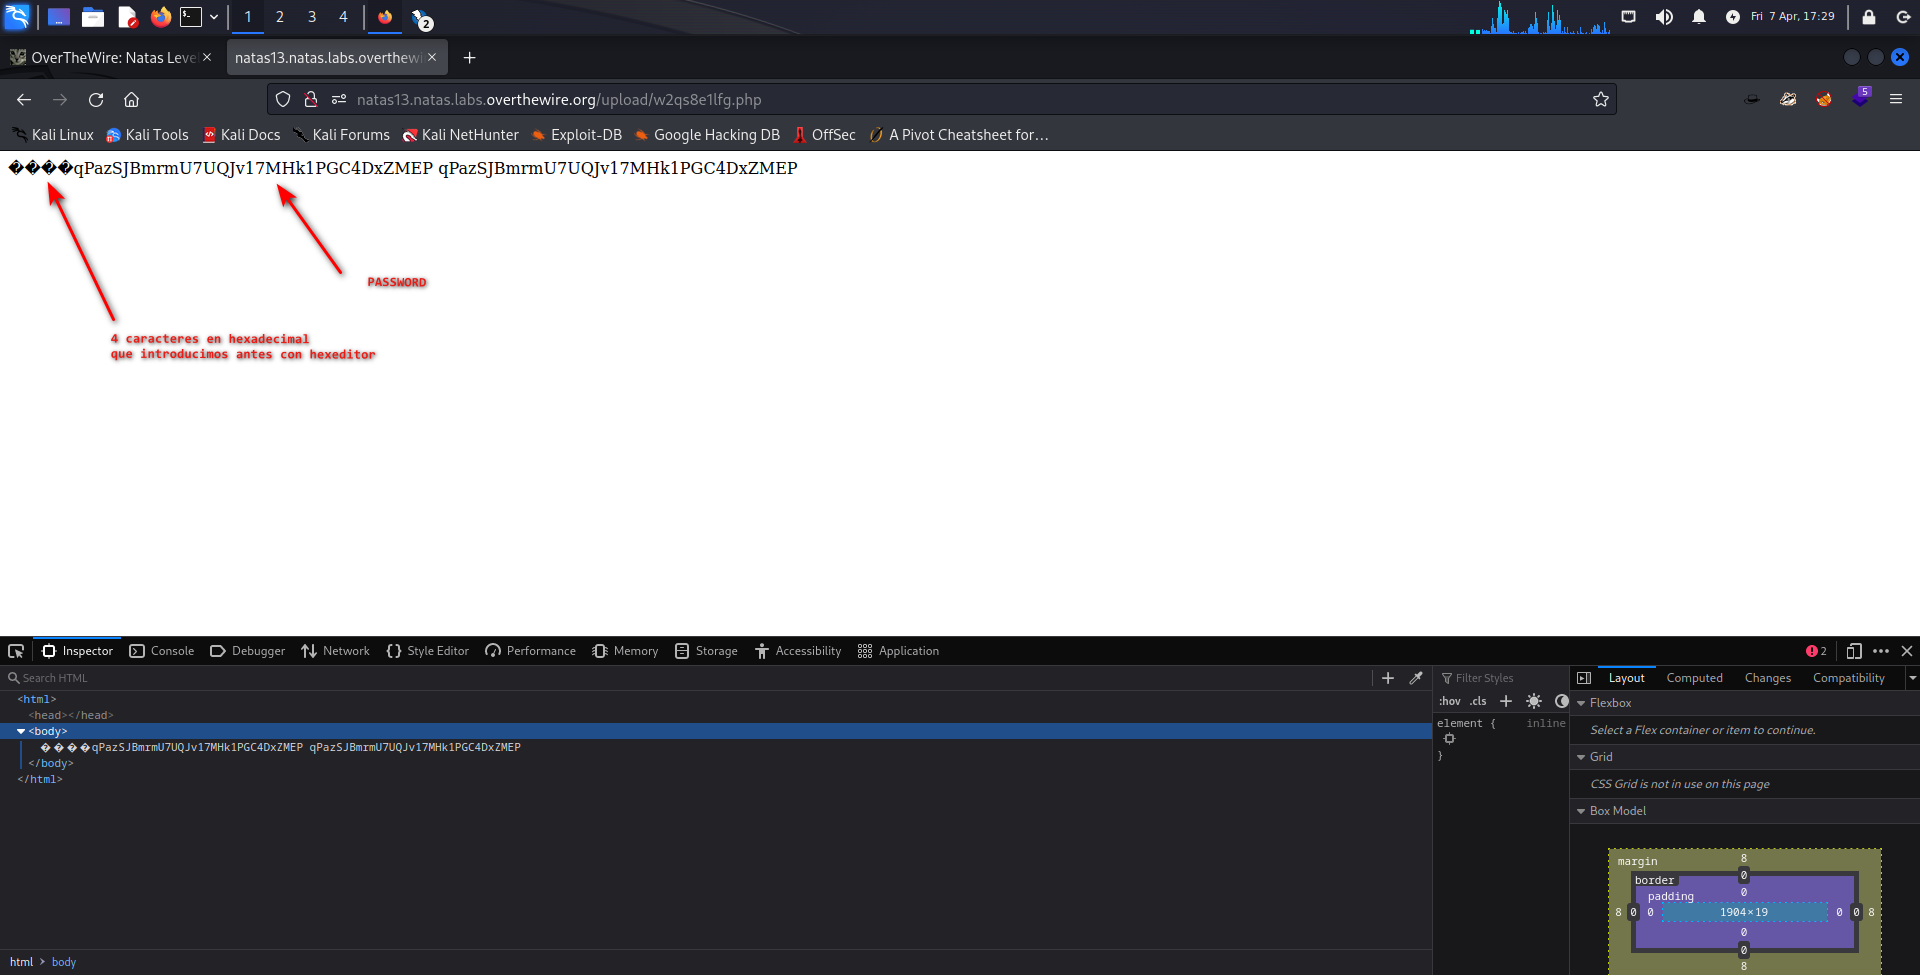 1 2 3 4 2 Fri 7 Apr, 17:29
OverTheWire: Natas Leve natas13.natas.labs.overthewi
natas13.natas.labs.overthewire.org/upload/w2qs8e1lfg.php 5
Kali Linux Kali Tools Kali Docs Kali Forums Kali NetHunter Exploit-DB Google Hacking DB OffSec A Pivot Cheatsheet for…
����qPazSJBmrmU7UQJv17MHk1PGC4DxZMEP qPazSJBmrmU7UQJv17MHk1PGC4DxZMEP
PASSWORD
4 caracteres en hexadecimal
que introducimos antes con hexeditor
Inspector Console Debugger Network Style Editor Performance Memory Storage Accessibility Application 2
Search HTML Filter Styles Layout Computed Changes Compatibility
<html>
<head></head>
<body>
����qPazSJBmrmU7UQJv17MHk1PGC4DxZMEP qPazSJBmrmU7UQJv17MHk1PGC4DxZMEP
</body>
</html>
:hov .cls
element { inline
}
Flexbox
Select a Flex container or item to continue.
Grid
CSS Grid is not in use on this page
Box Model
margin 8
border 0
padding 0
8 0 0 1904×19 0 0 8
0
0
8
html > body